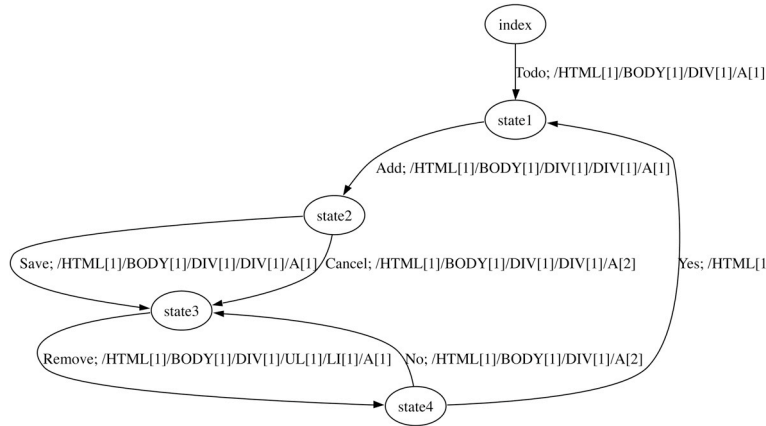 index
Todo; /HTML[1]/BODY[1]/DIV[1]/A[1]
state1
Add; /HTML[1]/BODY[1]/DIV[1]/DIV[1]/A[1]
state2
Save; /HTML[1]/BODY[1]/DIV[1]/DIV[1]/A[1]
Cancel; /HTML[1]/BODY[1]/DIV[1]/DIV[1]/A[2]
Yes; /HTML[1
state3
Remove; /HTML[1]/BODY[1]/DIV[1]/UL[1]/LI[1]/A[1]
No; /HTML[1]/BODY[1]/DIV[1]/A[2]
state4